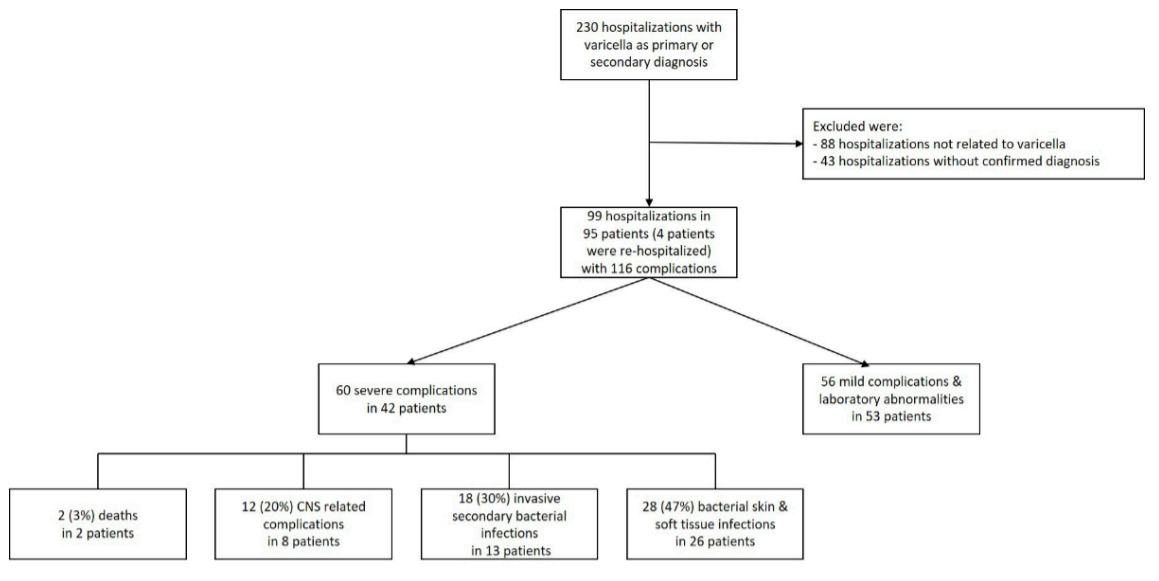 230 hospitalizations with
varicella as primary or
secondary diagnosis
Excluded were:
- 88 hospitalizations not related to varicella
- 43 hospitalizations without confirmed diagnosis
99 hospitalizations in
95 patients (4 patients
were re-hospitalized)
with 116 complications
60 severe complications
in 42 patients
56 mild complications &
laboratory abnormalities
in 53 patients
2 (3%) deaths
in 2 patients
12 (20%) CNS related
complications
in 8 patients
18 (30%) invasive
secondary bacterial
infections
in 13 patients
28 (47%) bacterial skin &
soft tissue infections
in 26 patients